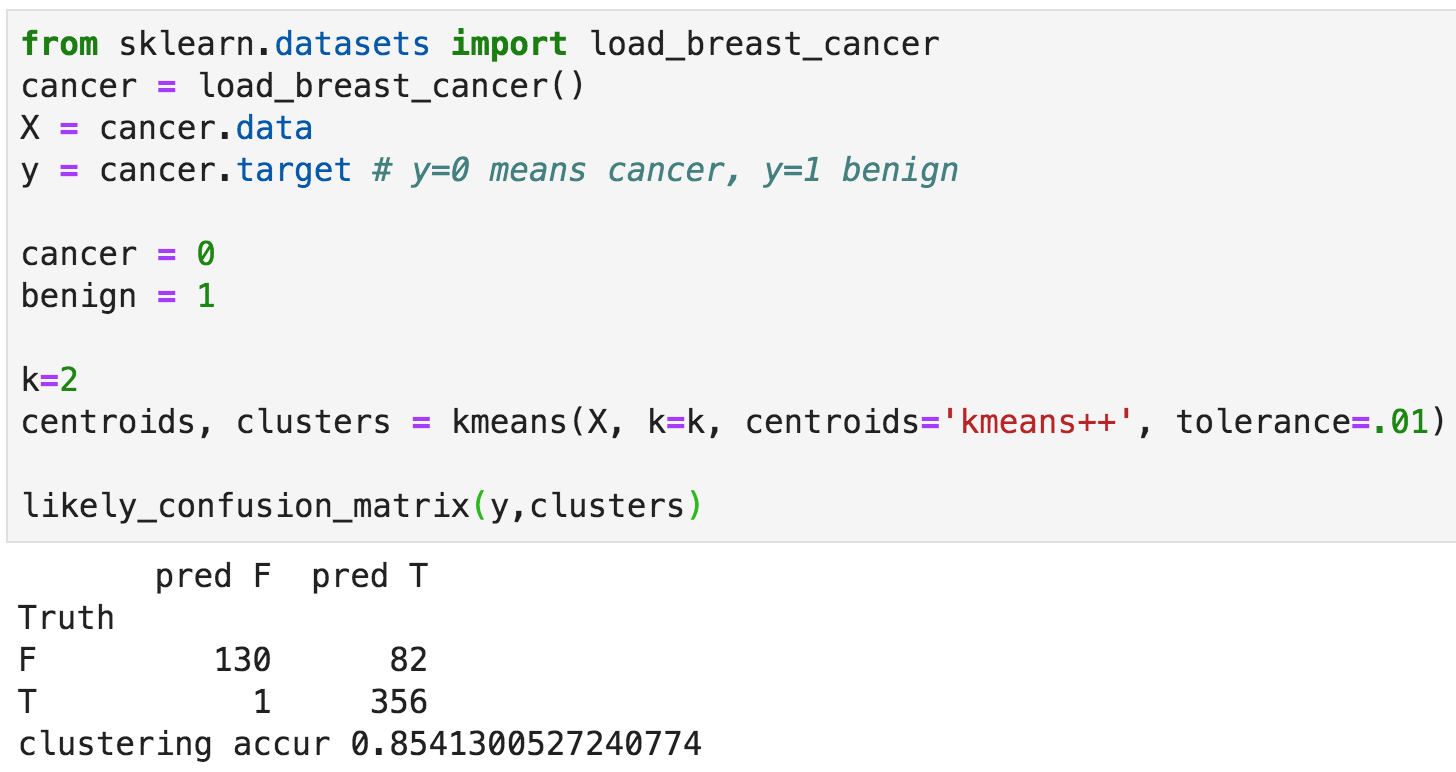 from sklearn.datasets import load_breast_cancer
cancer = load_breast_cancer()
X = cancer.data
y = cancer.target # y=0 means cancer, y=1 benign
cancer = 0
benign = 1
k=2
centroids, clusters = kmeans(X, k=k, centroids='kmeans++', tolerance=.01)
likely_confusion_matrix(y,clusters)
pred F pred T
Truth
F 130 82
T 1 356
clustering accur 0.8541300527240774